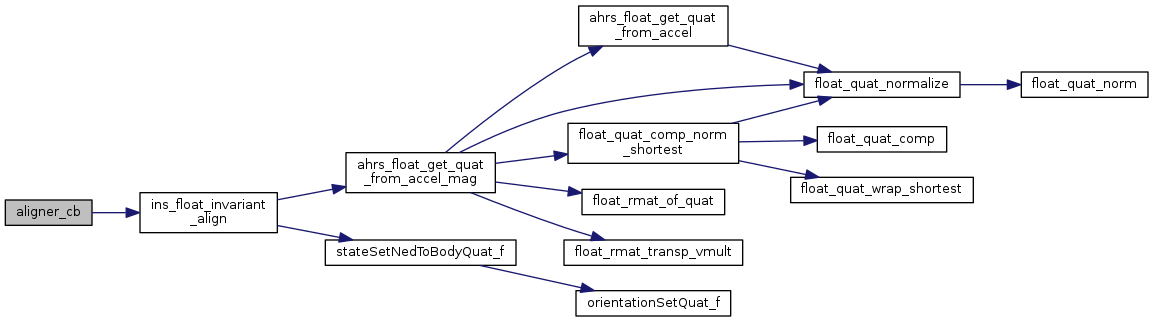 aligner_cb
ins_float_invariant
_align
ahrs_float_get_quat
_from_accel_mag
stateSetNedToBodyQuat_f
ahrs_float_get_quat
_from_accel
float_quat_comp_norm
_shortest
float_rmat_of_quat
float_rmat_transp_vmult
orientationSetQuat_f
float_quat_normalize
float_quat_comp
float_quat_wrap_shortest
float_quat_norm